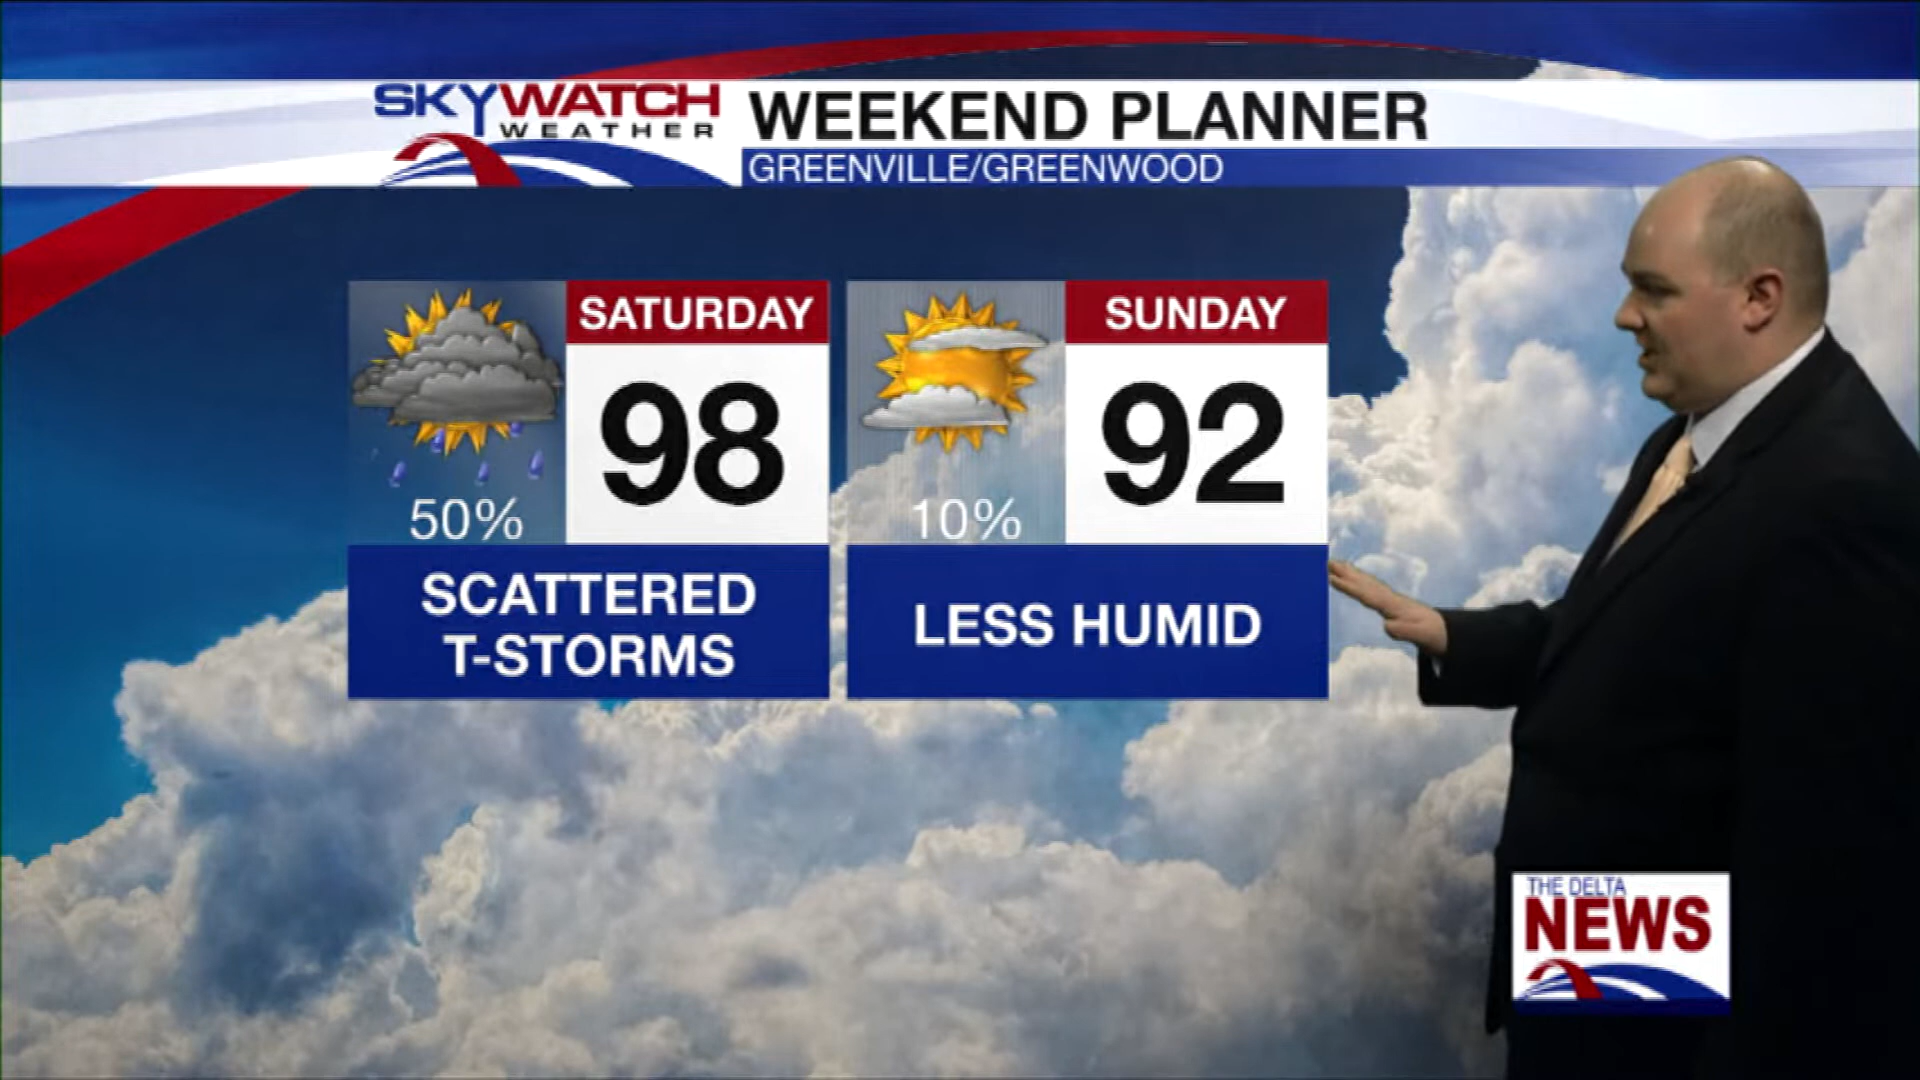 SKYWATCH
WEATHER
WEEKEND PLANNER
GREENVILLE/GREENWOOD
SATURDAY
98
50%
SCATTERED
T-STORMS
SUNDAY
92
10%
LESS HUMID
THE DELTA
NEWS